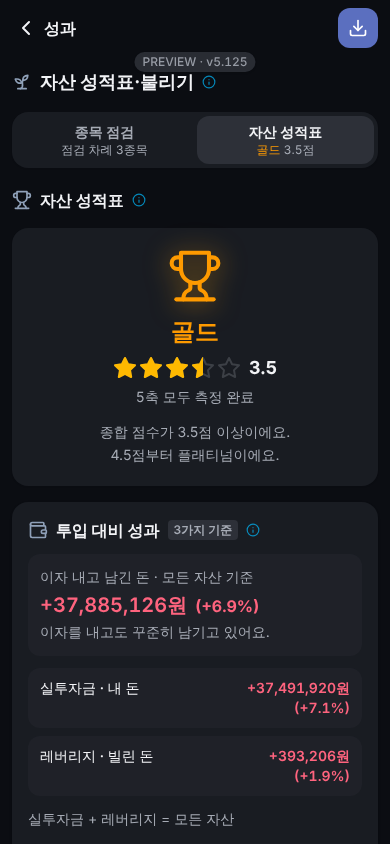 성과
PREVIEW · v5.125
자산 성적표·불리기
종목 점검
점검 차례 3종목
자산 성적표
골드 3.5점
자산 성적표
골드
3.5
5축 모두 측정 완료
종합 점수가 3.5점 이상이에요.
4.5점부터 플래티넘이에요.
투입 대비 성과 3가지 기준
이자 내고 남긴 돈 · 모든 자산 기준
+37,885,126원 (+6.9%)
이자를 내고도 꾸준히 남기고 있어요.
실투자금 · 내 돈
+37,491,920원
(+7.1%)
레버리지 · 빌린 돈
+393,206원
(+1.9%)
실투자금 + 레버리지 = 모든 자산